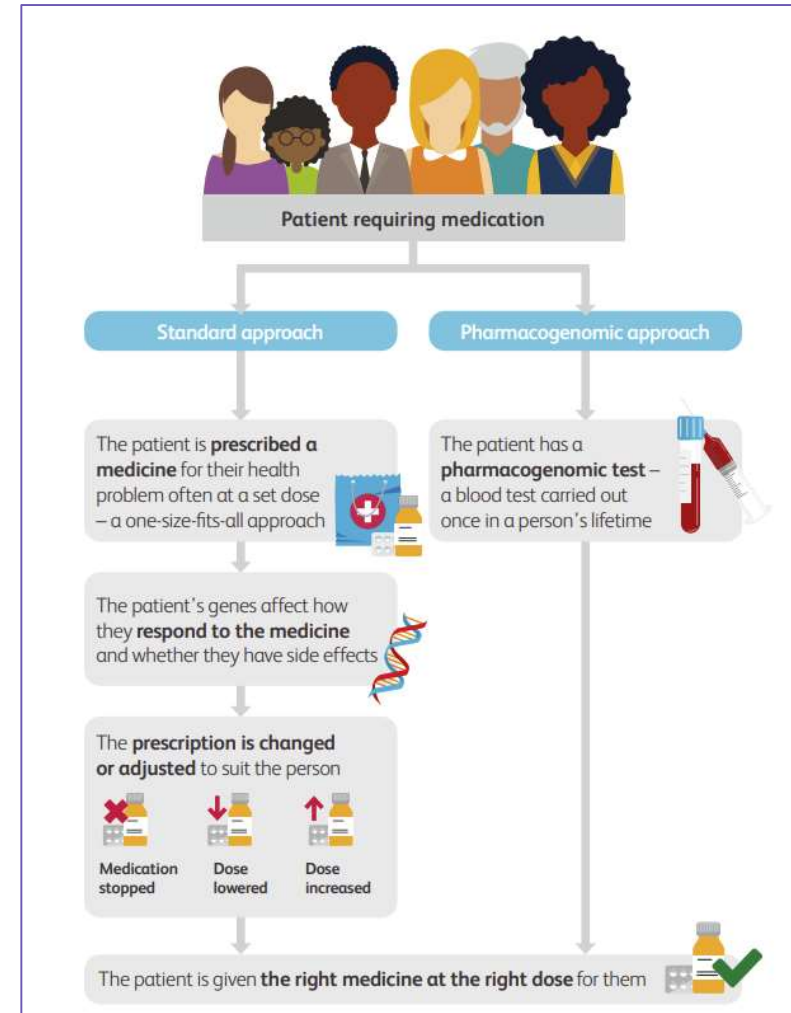 Patient requiring medication
Standard approach
Pharmacogenomic approach
The patient is prescribed a
medicine for their health
problem often at a set dose
– a one-size-fits-all approach
The patient has a
pharmacogenomic test –
a blood test carried out
once in a person's lifetime
The patient's genes affect how
they respond to the medicine
and whether they have side effects
The prescription is changed
or adjusted to suit the person
Medication
stopped
Dose
lowered
Dose
increased
The patient is given the right medicine at the right dose for them